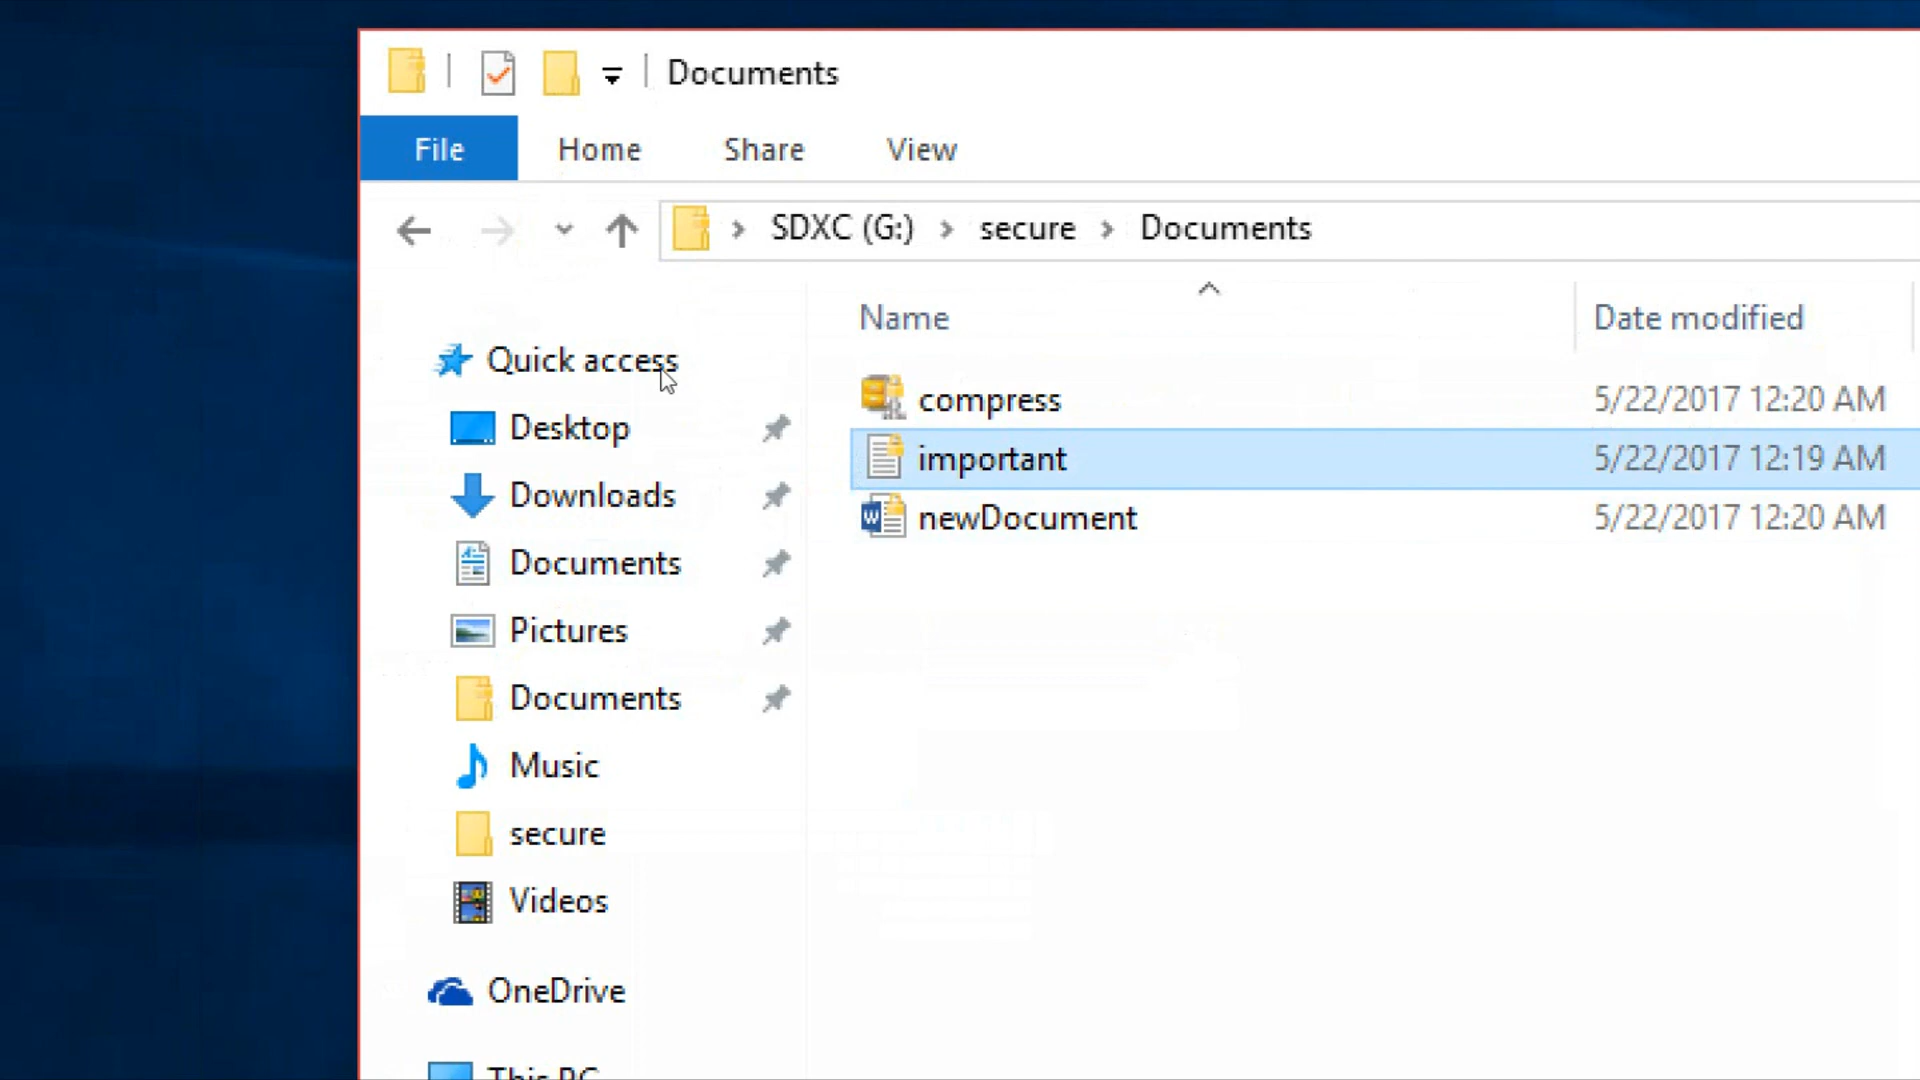 Documents
File Home Share View
SDXC (G:) secure Documents
Name Date modified
Quick access
Desktop
Downloads
Documents
Pictures
Documents
Music
secure
Videos
OneDrive
This PC
compress 5/22/2017 12:20 AM
important 5/22/2017 12:19 AM
newDocument 5/22/2017 12:20 AM